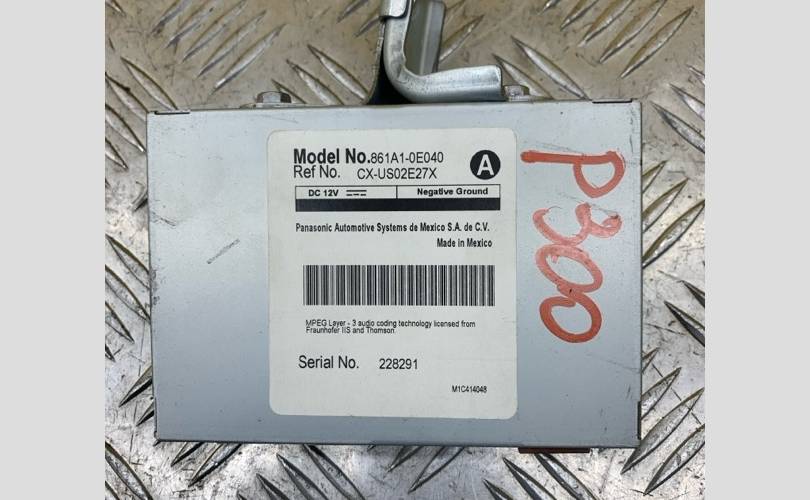 Model No.861A1-0E040
Ref No. CX-US02E27X
A
DC 12V Negative Ground
Panasonic Automotive Systems de Mexico S.A. de C.V.
Made in Mexico
MPEG Layer - 3 audio coding technology licensed from
Fraunhofer IIS and Thomson.
Serial No. 228291
M1C414048
P300